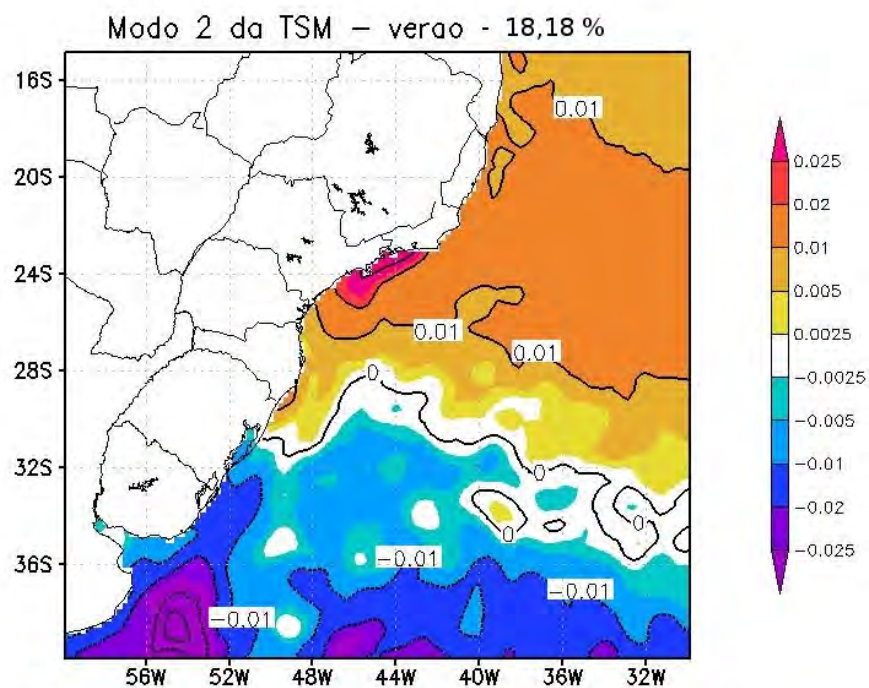 Modo 2 da TSM – verao - 18,18 %
16S
0.01
20S
24S
0.01
0.01
28S
0
32S
0
0
0
36S
-0.01
-0.01
-0.01
56W 52W 48W 44W 40W 36W 32W
0.025
0.02
0.01
0.005
0.0025
-0.0025
-0.005
-0.01
-0.02
-0.025